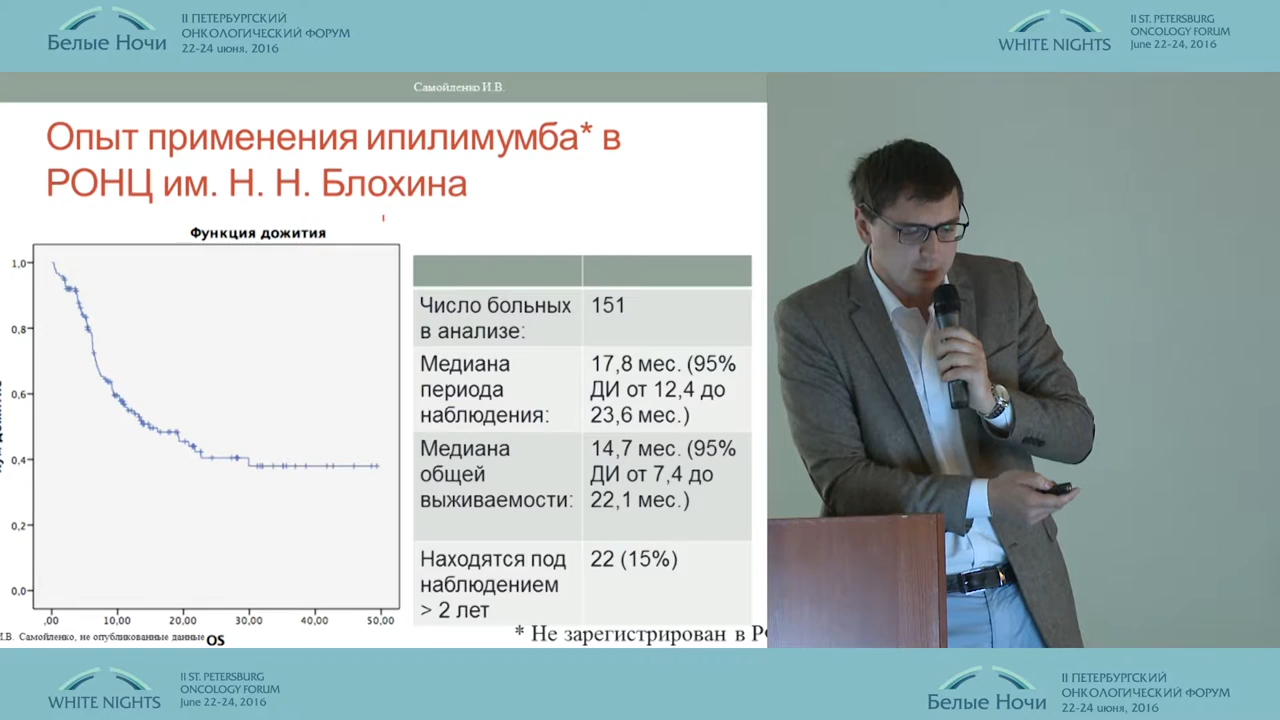 Белые Ночи
II ПЕТЕРБУРГСКИЙ
ОНКОЛОГИЧЕСКИЙ ФОРУМ
22-24 июня, 2016
WHITE NIGHTS
II ST. PETERSBURG
ONCOLOGY FORUM
June 22-24, 2016
Самойленко И.В.
Опыт применения ипилимумба* в
РОНЦ им. Н. Н. Блохина
Функция дожития
1,0
0,8
0,6
0,4
0,2
0,0
,00 10,00 20,00 30,00 40,00 50,00
OS
Число больных
в анализе:
151
Медиана
периода
наблюдения:
17,8 мес. (95%
ДИ от 12,4 до
23,6 мес.)
Медиана
общей
выживаемости:
14,7 мес. (95%
ДИ от 7,4 до
22,1 мес.)
Находятся под
наблюдением
> 2 лет
22 (15%)
И.В. Самойленко, не опубликованные данные
* Не зарегистрирован в
WHITE NIGHTS
II ST. PETERSBURG
ONCOLOGY FORUM
June 22-24, 2016
Белые Ночи
II ПЕТЕРБУРГСКИЙ
ОНКОЛОГИЧЕСКИЙ ФОРУМ
22-24 июня, 2016